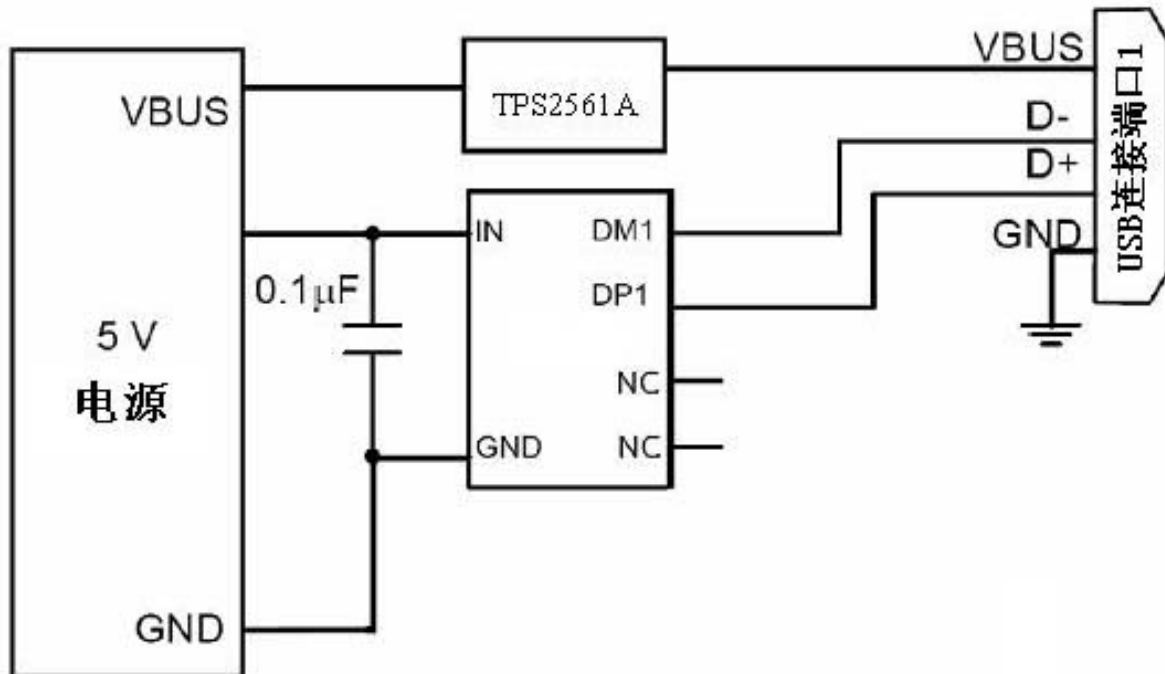 VBUS
5 V
电源
GND
TPS2561A
0.1μF
IN
GND
DM1
DP1
NC
NC
VBUS
D-
D+
GND
USB连接端口1